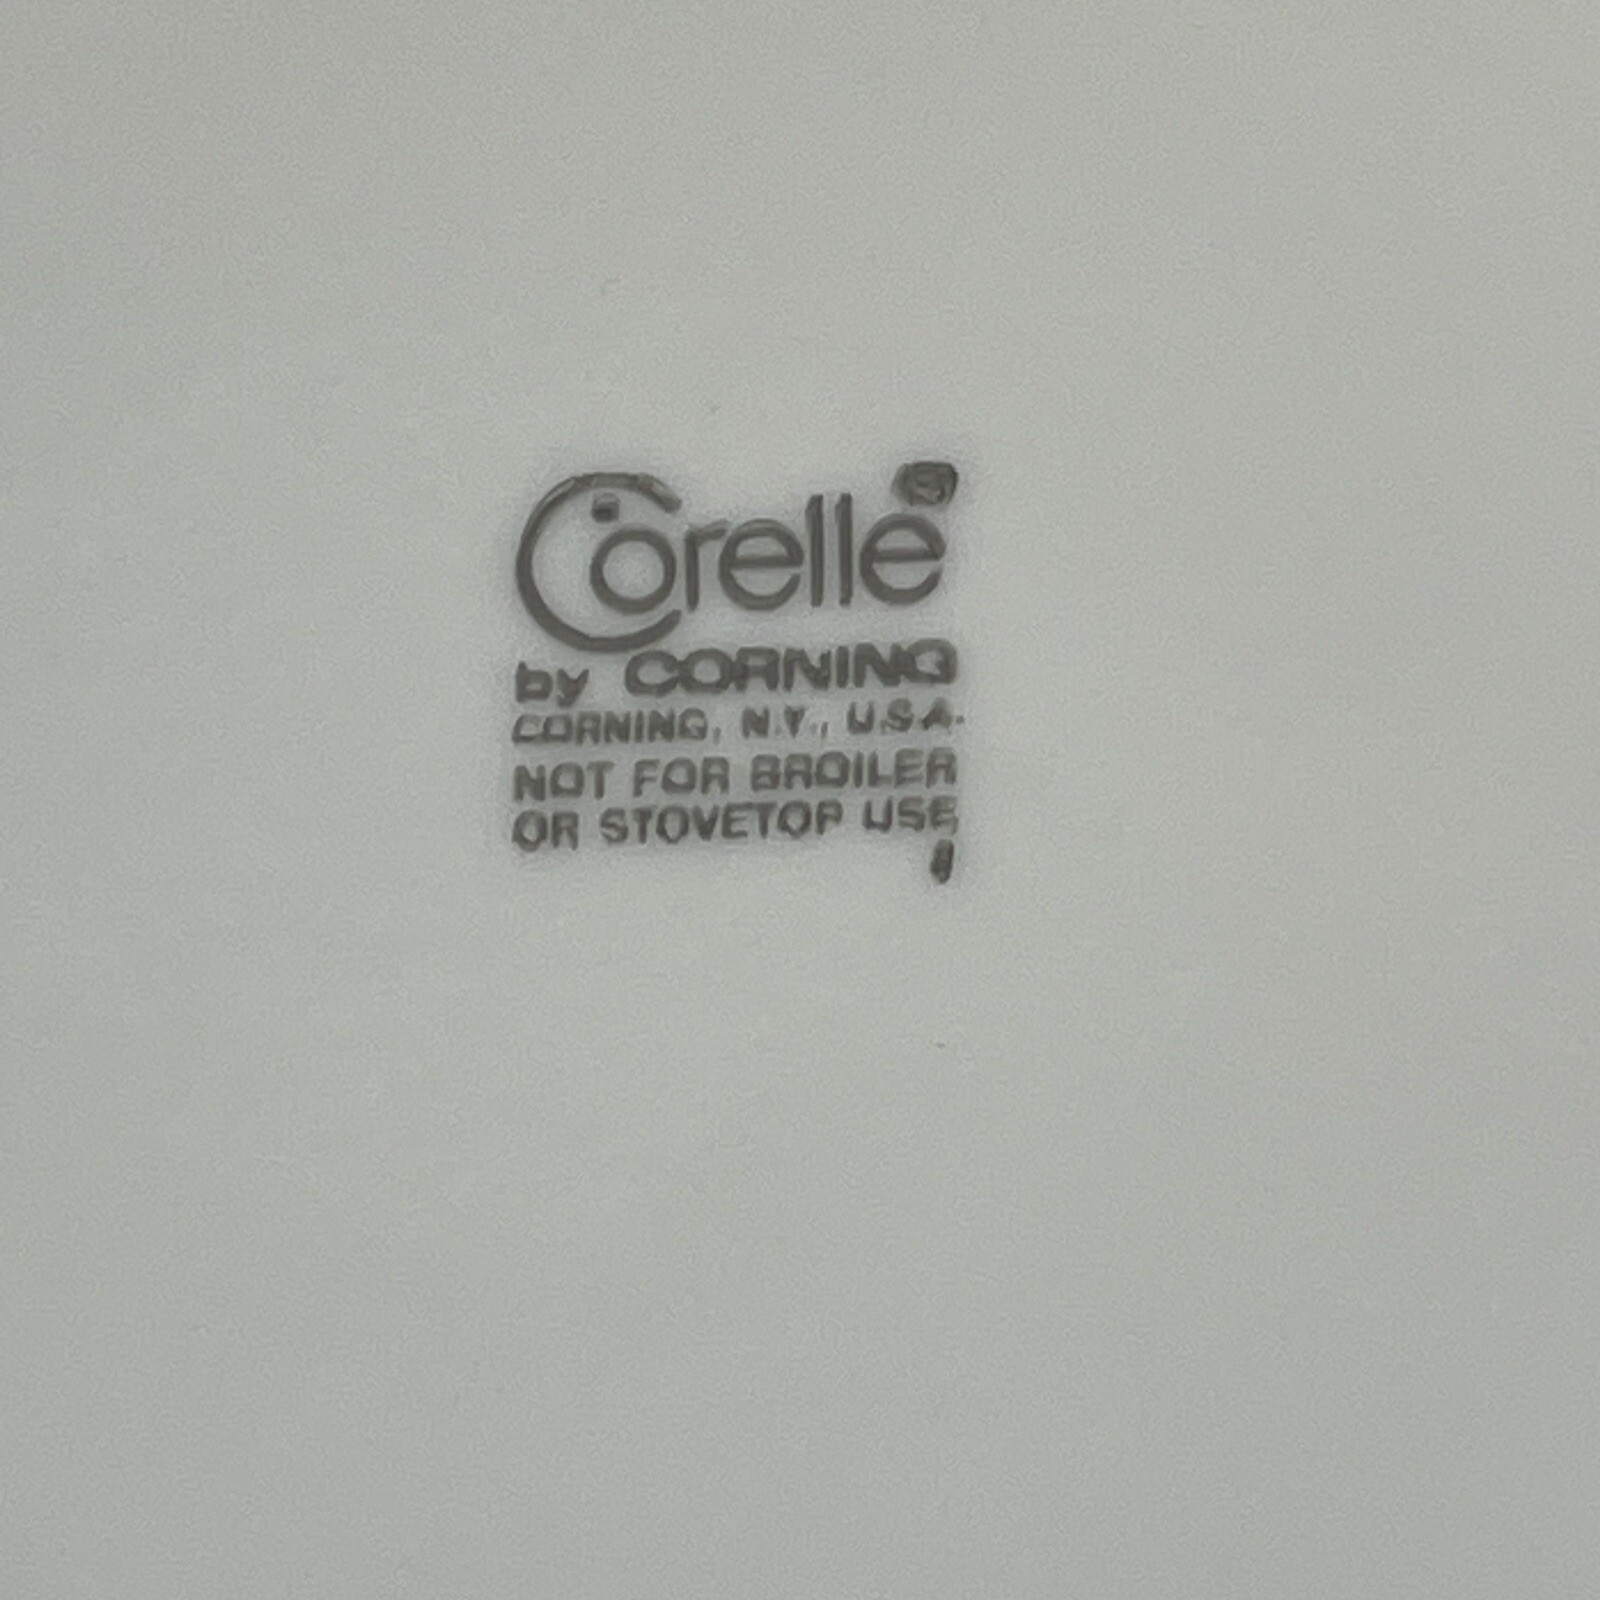 Corelle
by CORNING
CORNING, N.Y., U.S.A.
NOT FOR BROILER
OR STOVETOP USE